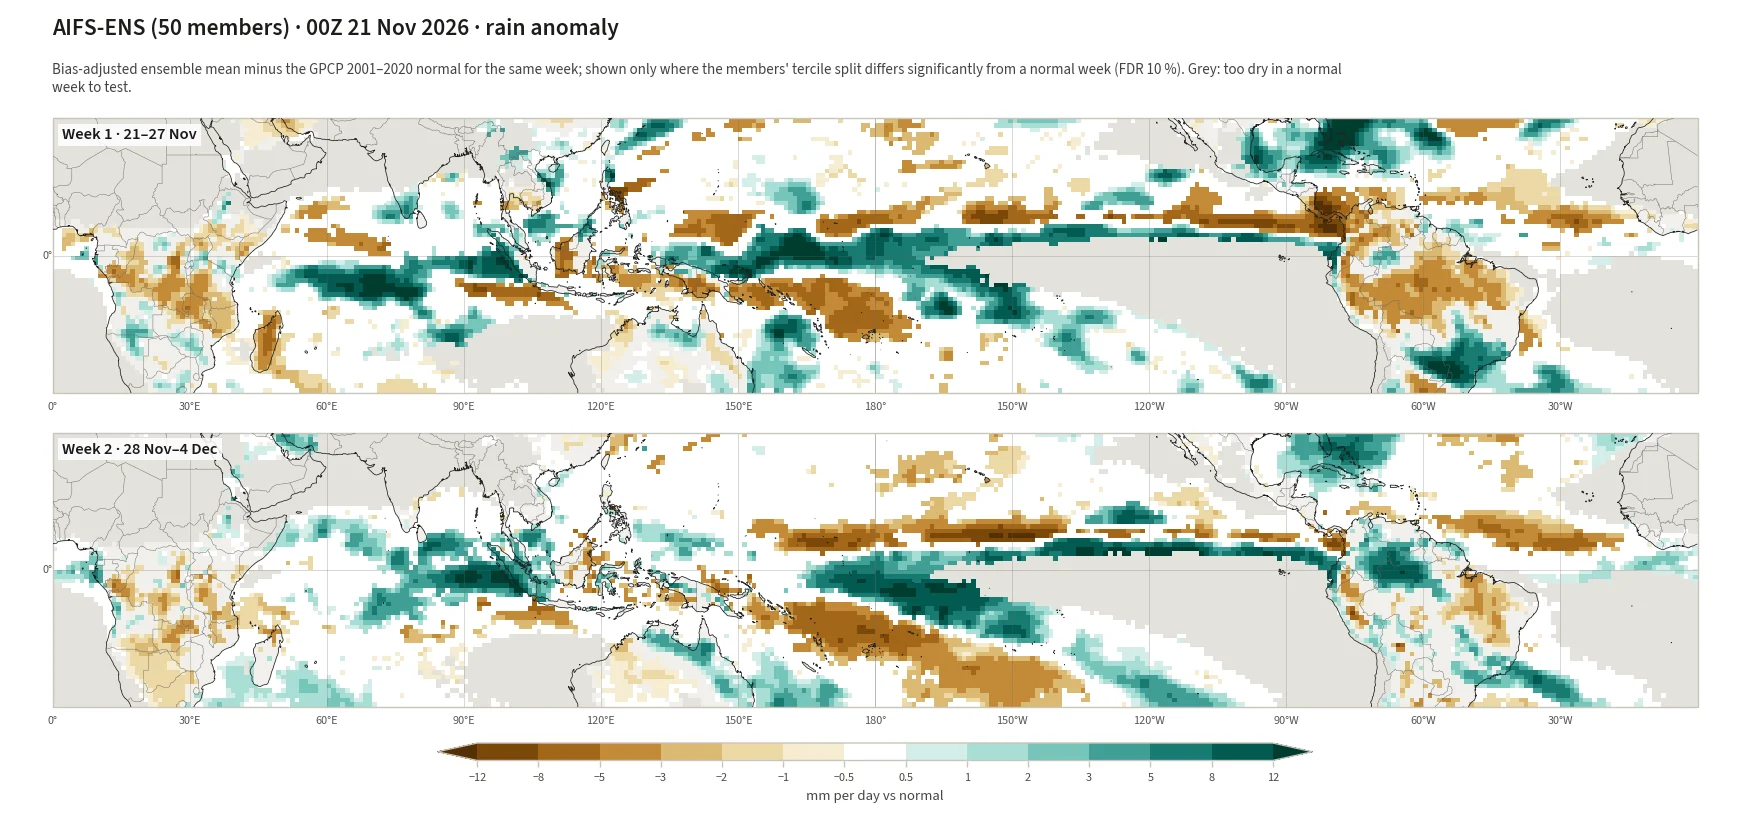 AIFS-ENS (50 members) · 00Z 21 Nov 2026 · rain anomaly
Bias-adjusted ensemble mean minus the GPCP 2001–2020 normal for the same week; shown only where the members' tercile split differs significantly from a normal week (FDR 10 %). Grey: too dry in a normal
week to test.
Week 1 · 21–27 Nov
0°
0° 30°E 60°E 90°E 120°E 150°E 180° 150°W 120°W 90°W 60°W 30°W
Week 2 · 28 Nov–4 Dec
0°
0° 30°E 60°E 90°E 120°E 150°E 180° 150°W 120°W 90°W 60°W 30°W
−12 −8 −5 −3 −2 −1 −0.5 0.5 1 2 3 5 8 12
mm per day vs normal